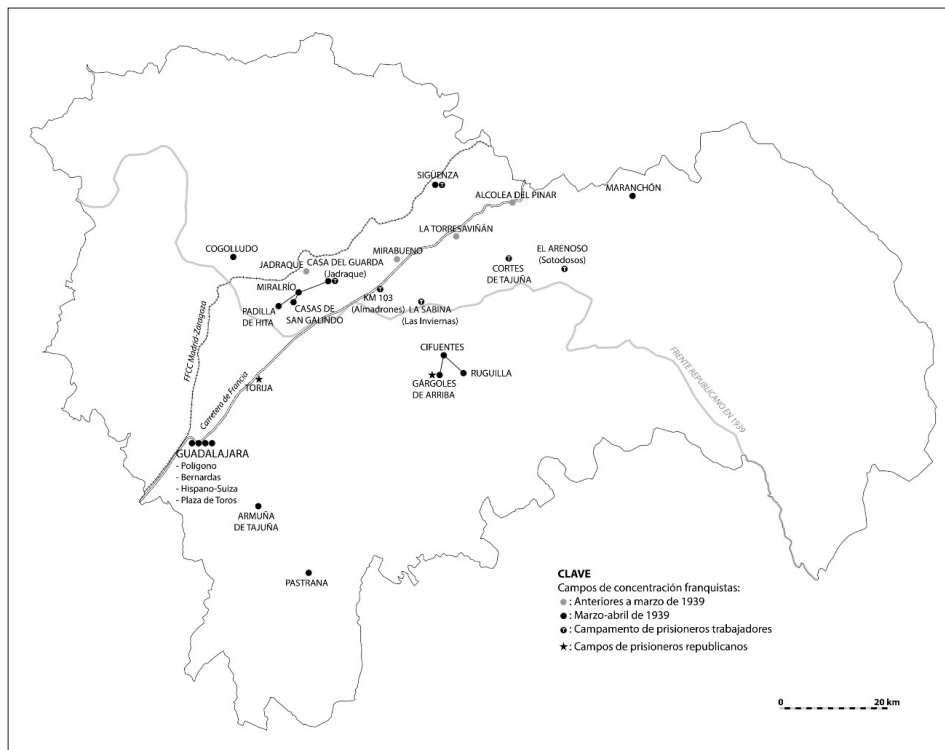 SIGÜENZA
ALCOLEA DEL PINAR
MARANCHÓN
LA TORRESAVIÑÁN
COGOLLUDO
MIRABUENO
EL ARENOSO
(Sotodosos)
JADRAQUE
CASA DEL GUARDA
(Jadraque)
CORTES
DE TAJUÑA
MIRALRÍO
PADILLA
DE HITA
CASAS DE
SAN GALINDO
KM 103
(Almadrones)
LA SABINA
(Las Inviernas)
FFCC Madrid-Zaragoza
Carretera de Francia
FRENTE REPUBLICANO EN 1939
CIFUENTES
RUGUILLA
GÁRGOLES
DE ARRIBA
TORIJA
GUADALAJARA
- Polígono
- Bernardas
- Hispano-Suiza
- Plaza de Toros
ARMUÑA
DE TAJUÑA
PASTRANA
CLAVE
Campos de concentración franquistas:
: Anteriores a marzo de 1939
: Marzo-abril de 1939
T : Campamento de prisioneros trabajadores
★ : Campos de prisioneros republicanos
0 20 km